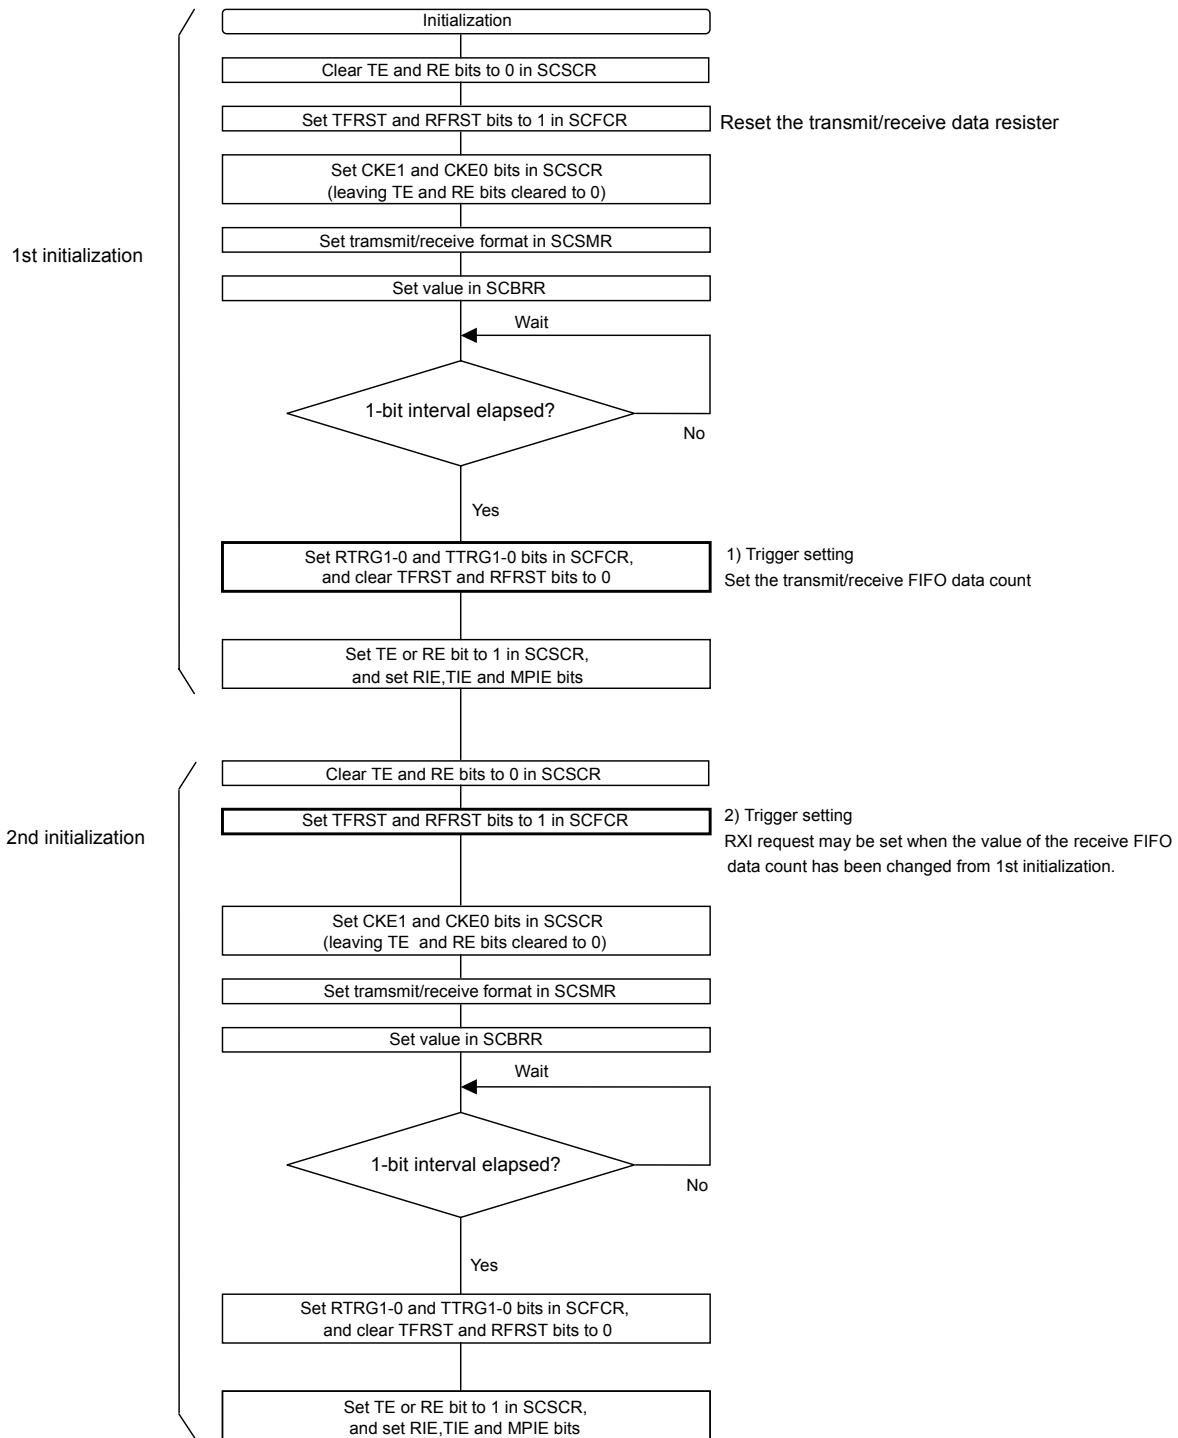 Initialization
Clear TE and RE bits to 0 in SCSCR
Set TFRST and RFRST bits to 1 in SCFCR
Reset the transmit/receive data resister
Set CKE1 and CKE0 bits in SCSCR
(leaving TE and RE bits cleared to 0)
1st initialization
Set tramsmit/receive format in SCSMR
Set value in SCBRR
Wait
1-bit interval elapsed?
No
Yes
Set RTRG1-0 and TTRG1-0 bits in SCFCR,
and clear TFRST and RFRST bits to 0
1) Trigger setting
Set the transmit/receive FIFO data count
Set TE or RE bit to 1 in SCSCR,
and set RIE,TIE and MPIE bits
Clear TE and RE bits to 0 in SCSCR
2nd initialization
Set TFRST and RFRST bits to 1 in SCFCR
2) Trigger setting
RXI request may be set when the value of the receive FIFO
data count has been changed from 1st initialization.
Set CKE1 and CKE0 bits in SCSCR
(leaving TE and RE bits cleared to 0)
Set tramsmit/receive format in SCSMR
Set value in SCBRR
Wait
1-bit interval elapsed?
No
Yes
Set RTRG1-0 and TTRG1-0 bits in SCFCR,
and clear TFRST and RFRST bits to 0
Set TE or RE bit to 1 in SCSCR,
and set RIE,TIE and MPIE bits